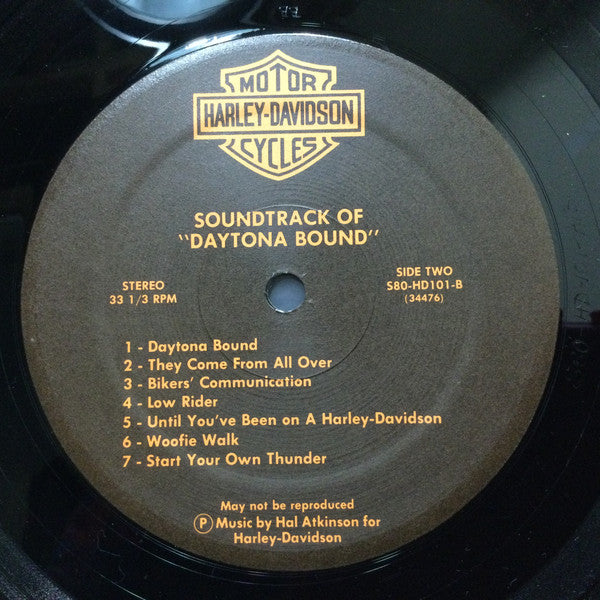 MOTOR
HARLEY-DAVIDSON
CYCLES
SOUNDTRACK OF
"DAYTONA BOUND"
STEREO
33 1/3 RPM
SIDE TWO
S80-HD101-B
(34476)
1 - Daytona Bound
2 - They Come From All Over
3 - Bikers' Communication
4 - Low Rider
5 - Until You've Been on A Harley-Davidson
6 - Woofie Walk
7 - Start Your Own Thunder
May not be reproduced
Ⓟ Music by Hal Atkinson for
Harley-Davidson